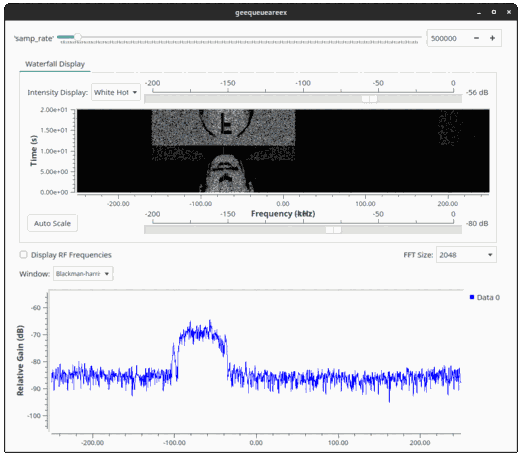 geequeueareex
'samp_rate'
500000
Waterfall Display
Intensity Display:
White Hot
-200 -150 -100 -50 0
-56 dB
2.00e+01
1.50e+01
1.00e+01
5.00e+00
0.00e+00
Time (s)
-200.00 -100.00 0.00 100.00 200.00
Frequency (kHz)
Auto Scale
-200 -150 -100 -50 0
-80 dB
Display RF Frequencies
FFT Size: 2048
Window: Blackman-harris
Data 0
-60
-70
-80
-90
-100
Relative Gain (dB)
-200.00 -100.00 0.00 100.00 200.00